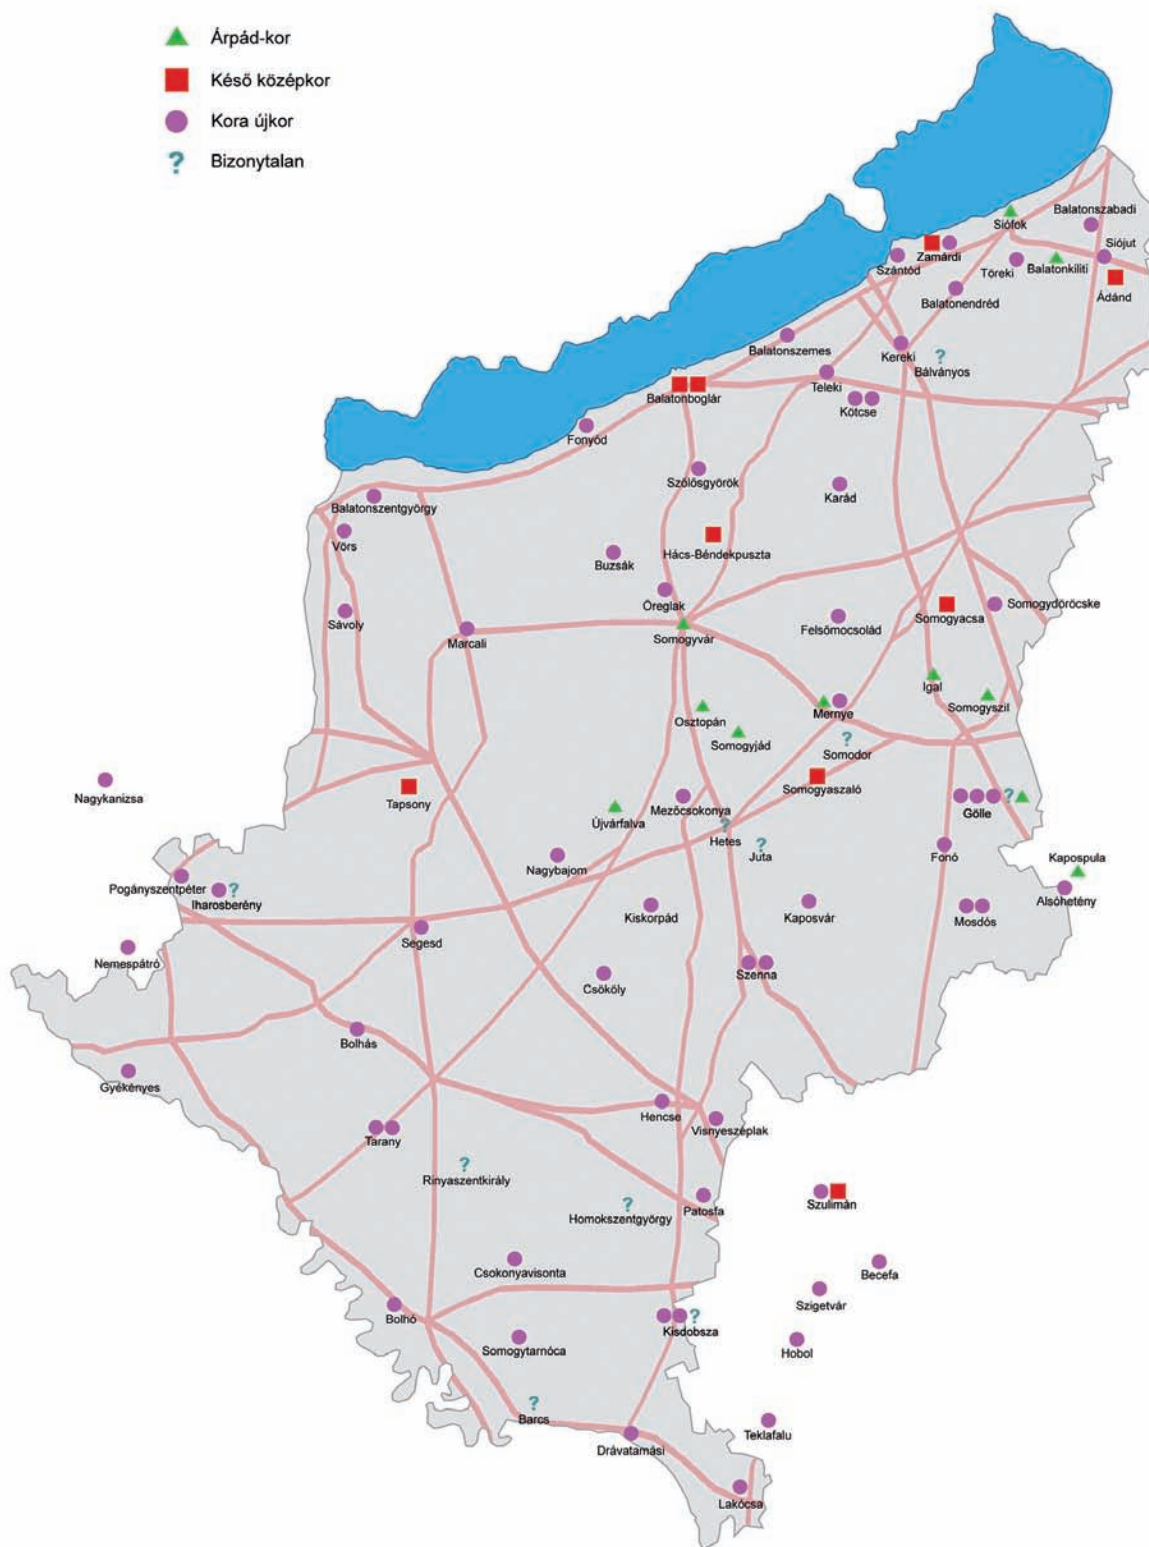 Árpád-kor
Késő középkor
Kora újkor
? Bizonytalan
Balatonszabadi
Siófok
Zamárdi
Siójut
Szántód
Töreki
Balatonkiliti
Ádánd
Balatonendréd
Balatonszemes
Kereki
?
Bálványos
Teleki
Balatonboglár
Kötcse
Fonyód
Szőlősgyörök
Karád
Balatonszentgyörgy
Vörs
Hács-Béndekpuszta
Buzsák
Öreglak
Somogydöröcske
Somogyacsa
Sávoly
Felsőmocsolád
Marcali
Somogyvár
Igal
Somogyszil
Osztopán
Mernye
Somogyjád
?
Somodor
Nagykanizsa
Tapsony
Somogyaszaló
Mezőcsokonya
?
Gölle
Újvárfalva
?
Hetes
?
Juta
Nagybajom
Fonó
Kapospula
Pogányszentpéter
?
Iharosberény
Alsóhetény
Kiskorpád
Kaposvár
Mosdós
Segesd
Nemespátró
Szenna
Csököly
Bolhás
Gyékényes
Hencse
Visnyeszéplak
Tarany
?
Rinyaszentkirály
?
Homokszentgyörgy
Patosfa
Szulimán
Csokonyavisonta
Becefa
Szigetvár
Bolhó
?
Kisdobsza
Somogytarnóca
Hobol
?
Barcs
Teklafalu
Drávatamási
Lakócsa